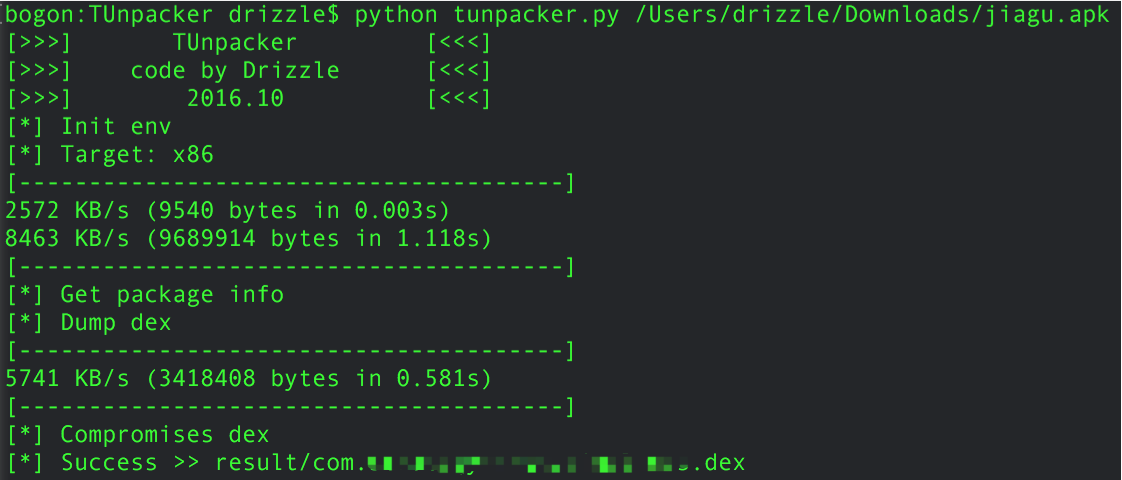 bogon:TUnpacker drizzle$ python tunpacker.py /Users/drizzle/Downloads/jiagu.apk
[>>>]       TUnpacker         [<<<]
[>>>]    code by Drizzle      [<<<]
[>>>]        2016.10          [<<<]
[*] Init env
[*] Target: x86
[---------------------------------------]
2572 KB/s (9540 bytes in 0.003s)
8463 KB/s (9689914 bytes in 1.118s)
[---------------------------------------]
[*] Get package info
[*] Dump dex
[---------------------------------------]
5741 KB/s (3418408 bytes in 0.581s)
[---------------------------------------]
[*] Compromises dex
[*] Success >> result/com. .dex